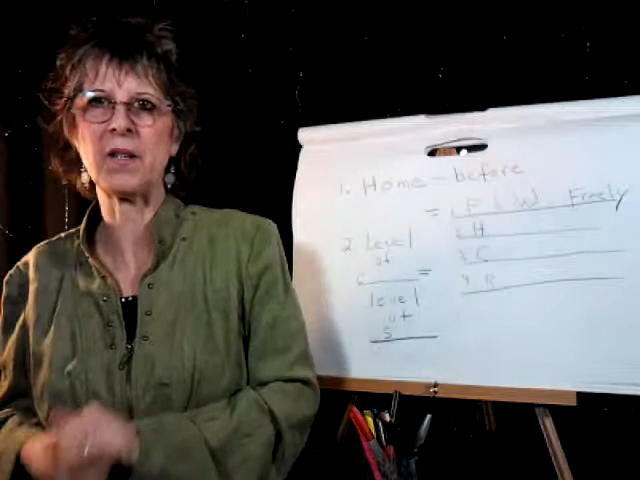 1. Home - before
= 1. F L W. Freely
2 level
of
2 H
C =
3 C
level
4 R
of
S